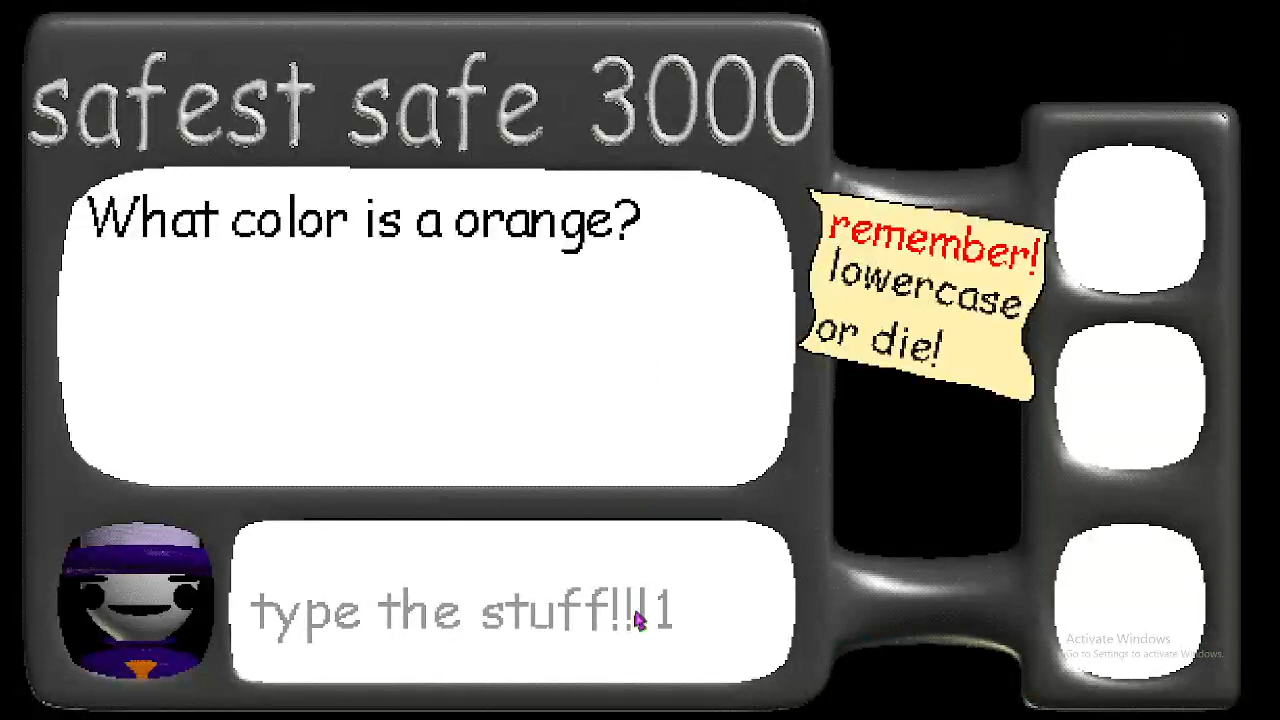 safest safe 3000
What color is a orange?
remember!
lowercase
or die!
type the stuff!!!1
Activate Windows
Go to Settings to activate Windows.